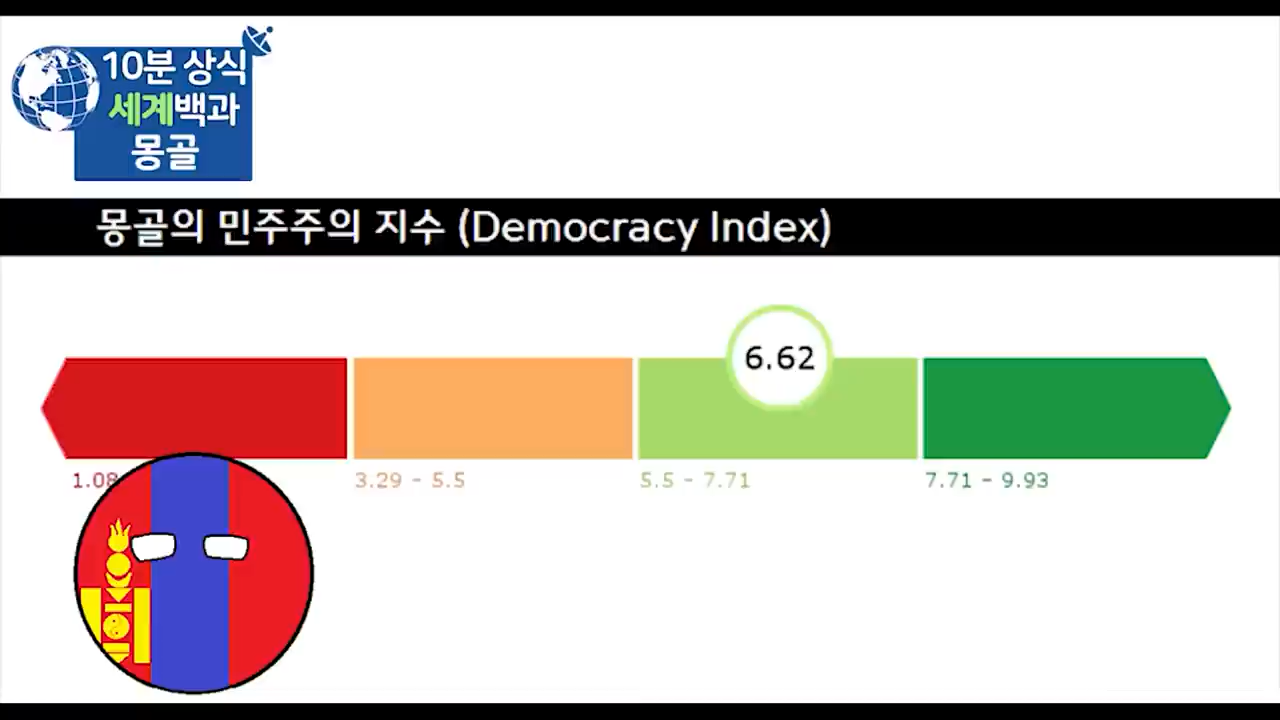 10분 상식
세계백과
몽골
몽골의 민주주의 지수 (Democracy Index)
6.62
1.08
3.29 - 5.5
5.5 - 7.71
7.71 - 9.93